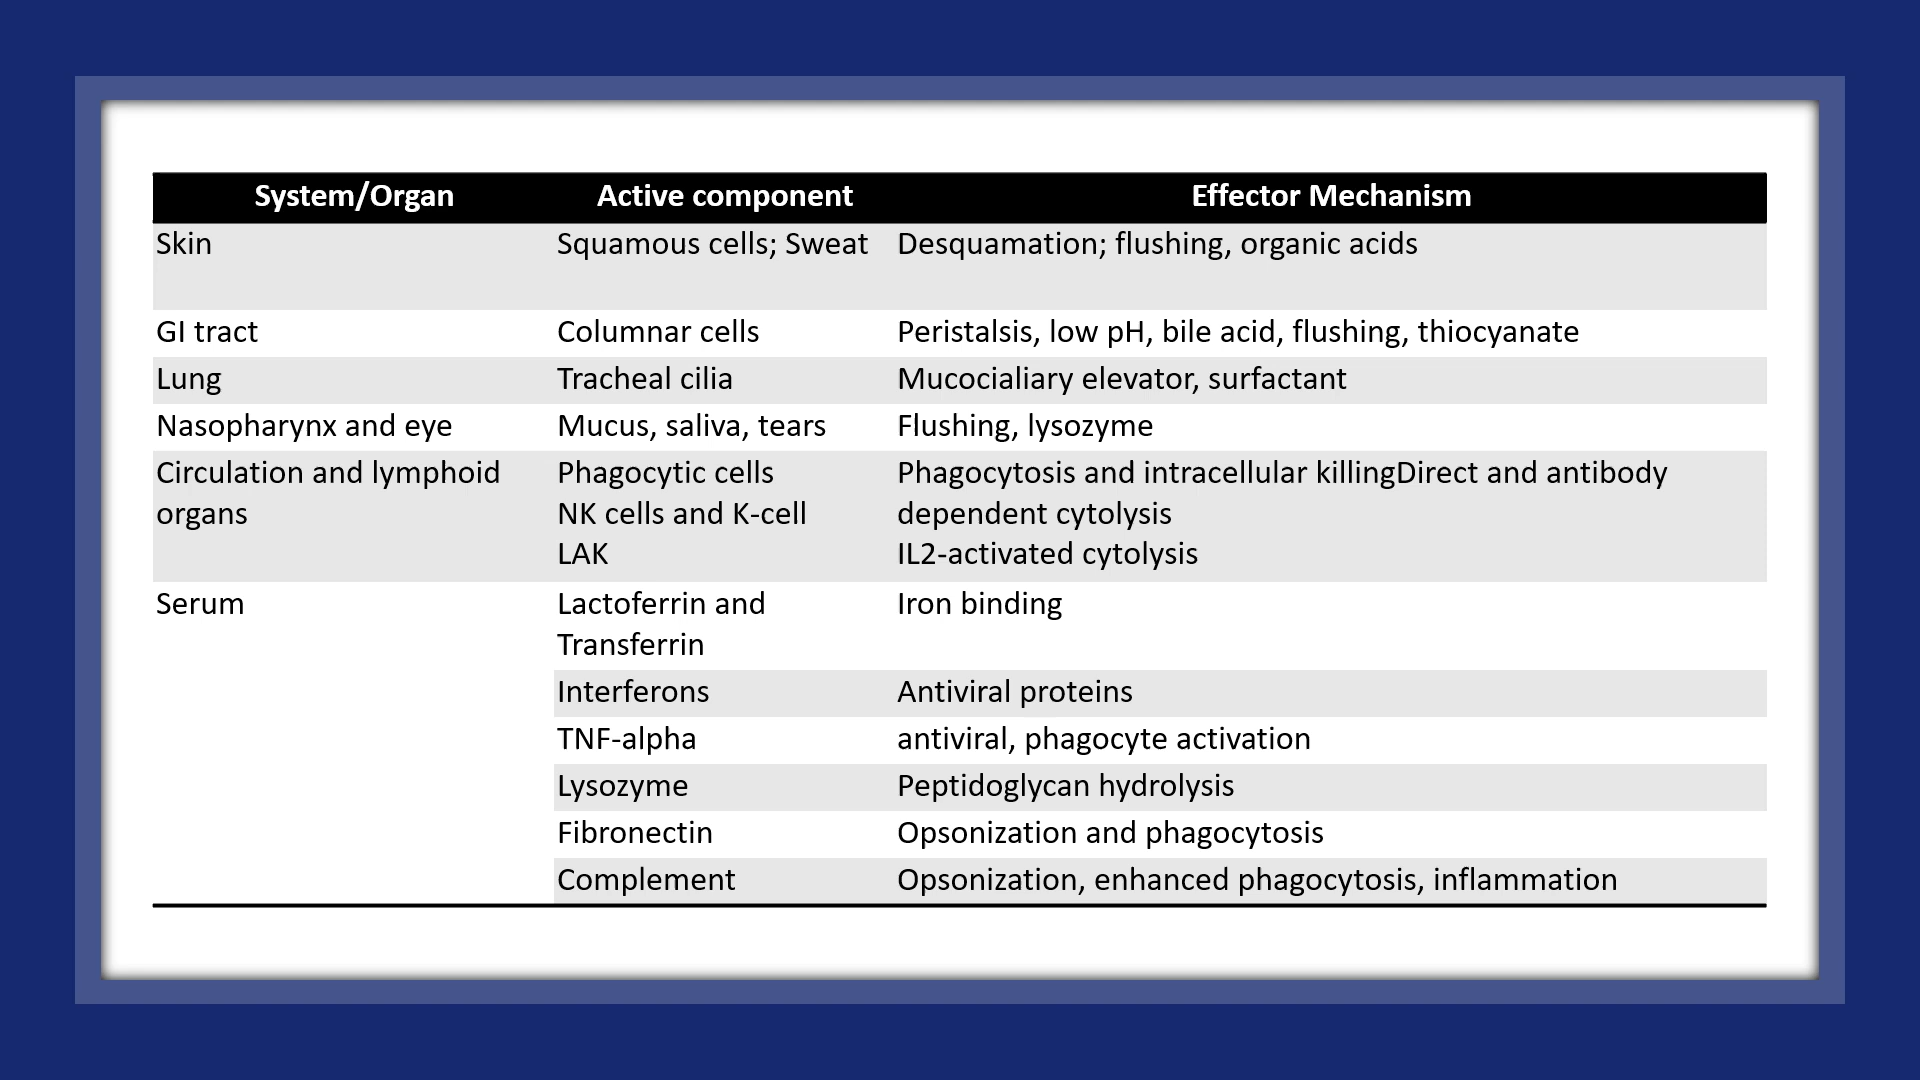 System/Organ Active component Effector Mechanism
Skin Squamous cells; Sweat Desquamation; flushing, organic acids
GI tract Columnar cells Peristalsis, low pH, bile acid, flushing, thiocyanate
Lung Tracheal cilia Mucocialiary elevator, surfactant
Nasopharynx and eye Mucus, saliva, tears Flushing, lysozyme
Circulation and lymphoid Phagocytic cells Phagocytosis and intracellular killingDirect and antibody
organs NK cells and K-cell dependent cytolysis
LAK IL2-activated cytolysis
Serum Lactoferrin and Iron binding
Transferrin
Interferons Antiviral proteins
TNF-alpha antiviral, phagocyte activation
Lysozyme Peptidoglycan hydrolysis
Fibronectin Opsonization and phagocytosis
Complement Opsonization, enhanced phagocytosis, inflammation